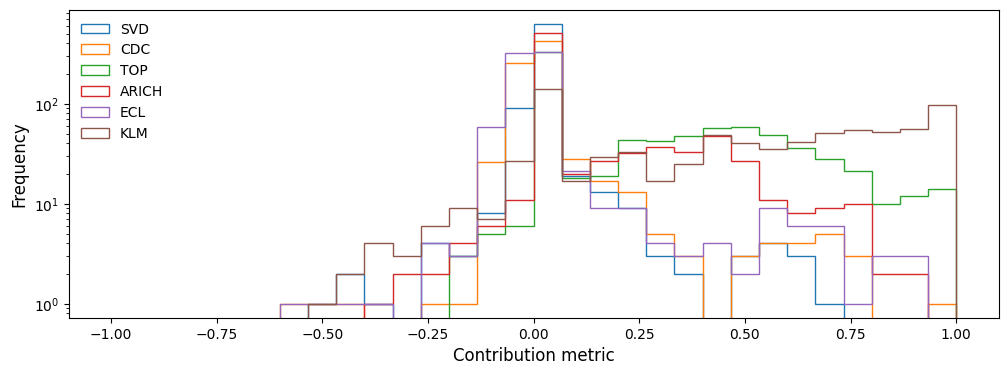 SVD
CDC
TOP
ARICH
ECL
KLM
Frequency
10²
10¹
10⁰
−1.00 −0.75 −0.50 −0.25 0.00 0.25 0.50 0.75 1.00
Contribution metric